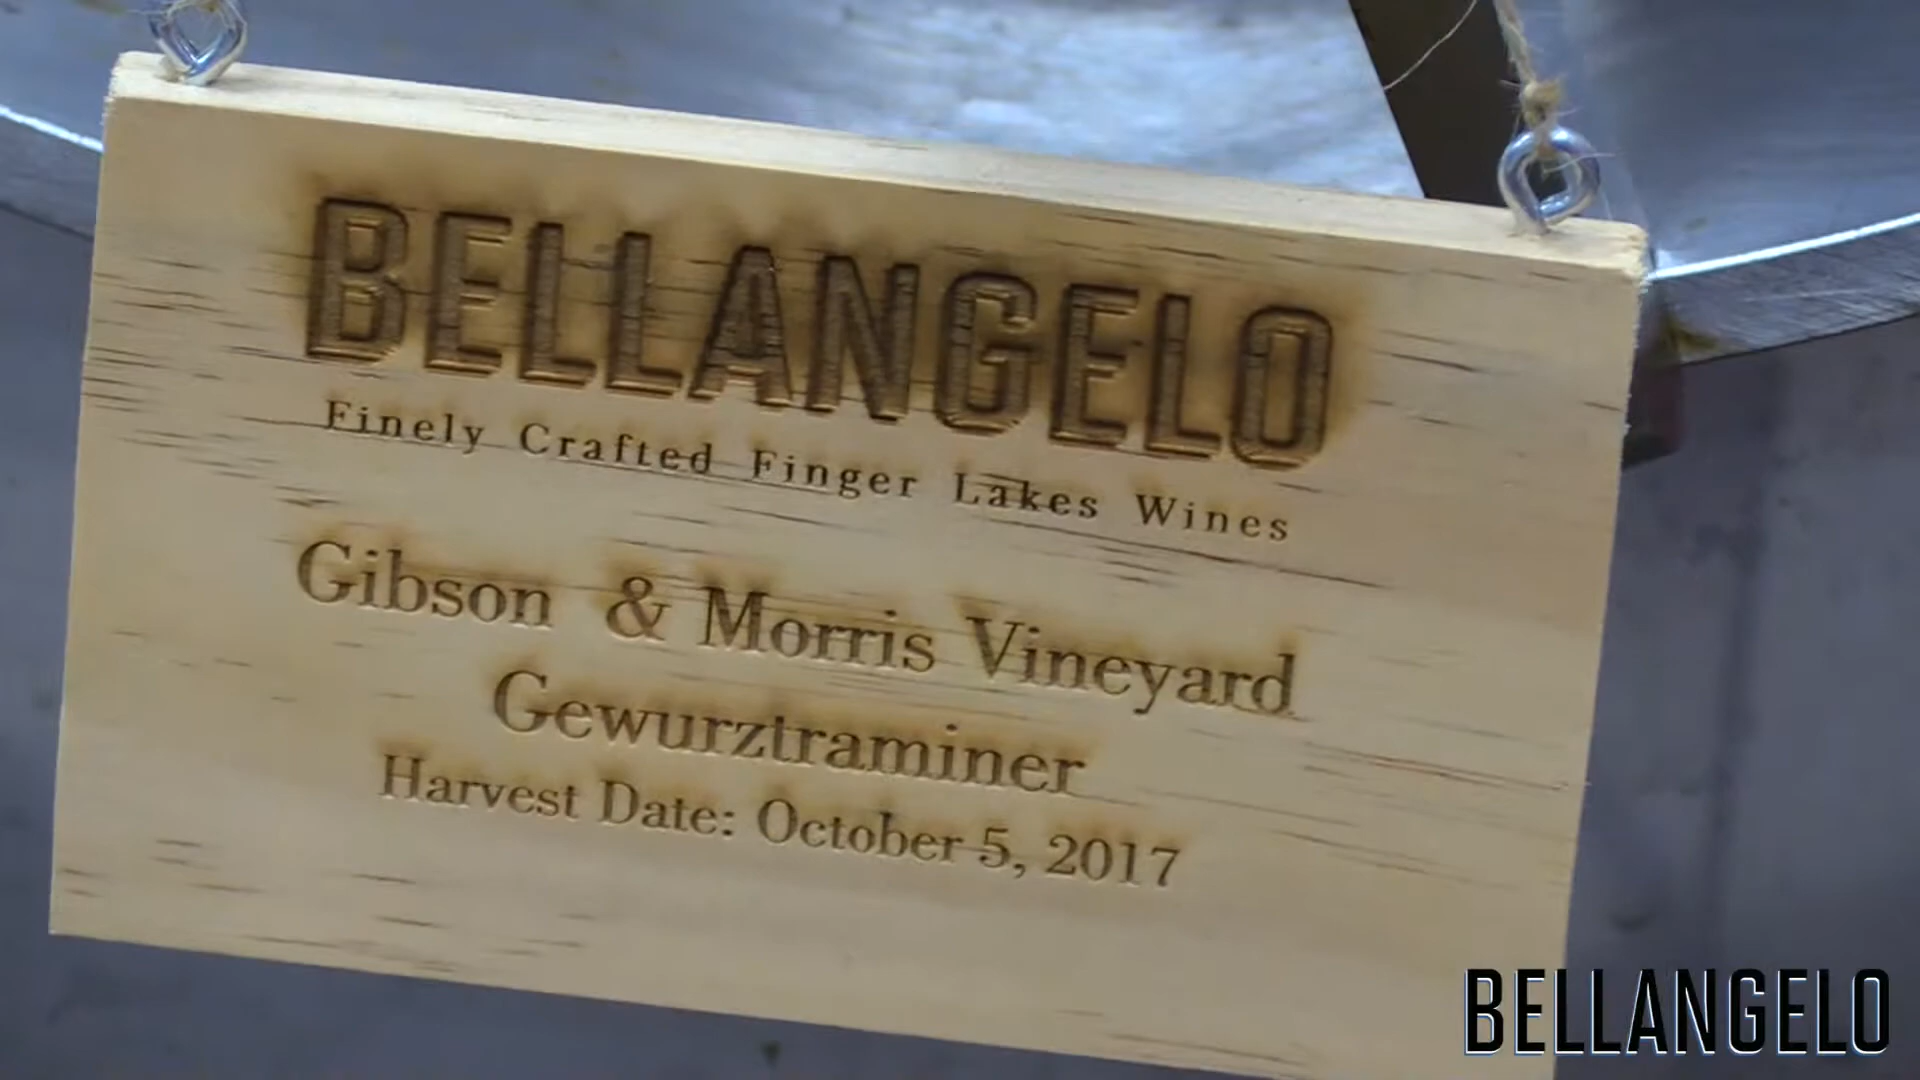 BELLANGELO
Finely Crafted Finger Lakes Wines
Gibson & Morris Vineyard
Gewurztraminer
Harvest Date: October 5, 2017
BELLANGELO